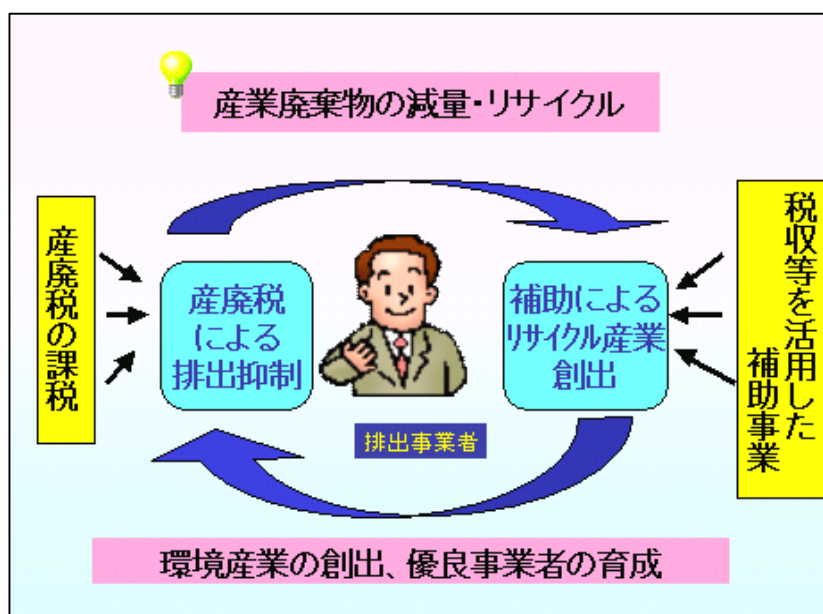 産業廃棄物の減量・リサイクル
産廃税の課税
産廃税
による
排出抑制
補助による
リサイクル産業
創出
税収等を活用した
補助事業
排出事業者
環境産業の創出、優良事業者の育成